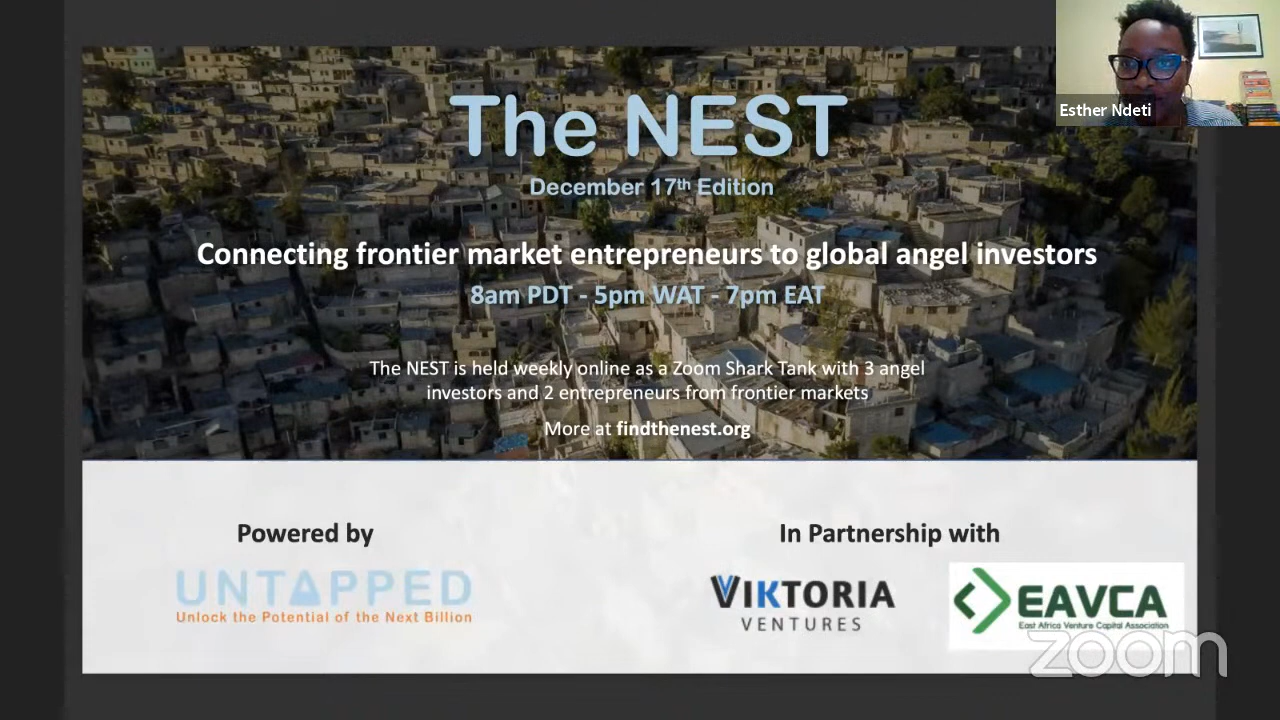 The NEST
December 17th Edition
Connecting frontier market entrepreneurs to global angel investors
8am PDT - 5pm WAT - 7pm EAT
The NEST is held weekly online as a Zoom Shark Tank with 3 angel
investors and 2 entrepreneurs from frontier markets
More at findthenest.org
Esther Ndeti
Powered by
UNTAPPED
Unlock the Potential of the Next Billion
In Partnership with
VIKTORIA
VENTURES
EAVCA
East Africa Venture Capital Association
zoom